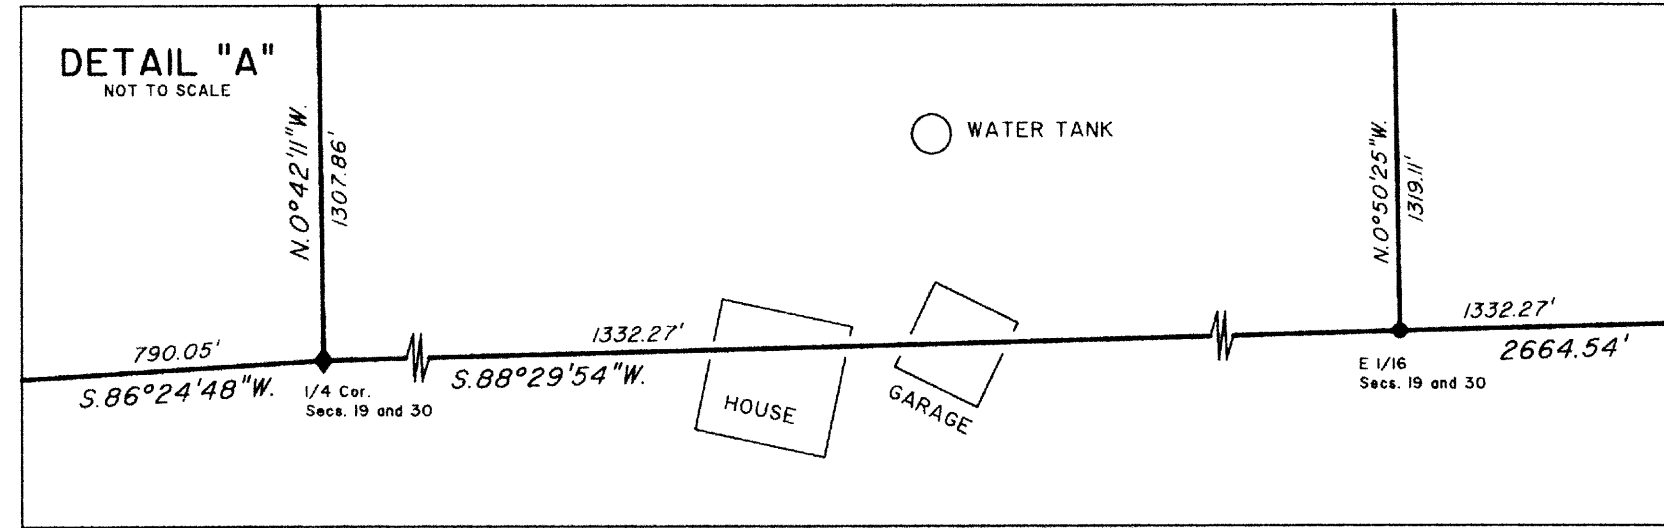 DETAIL "A"
NOT TO SCALE
N.0°42'11"W.
1307.86'
WATER TANK
N.0°50'25"W.
1319.11'
790.05'
S.86°24'48"W.
1/4 Cor.
Secs. 19 and 30
1332.27'
S.88°29'54"W.
HOUSE
GARAGE
1332.27'
2664.54'
E 1/16
Secs. 19 and 30